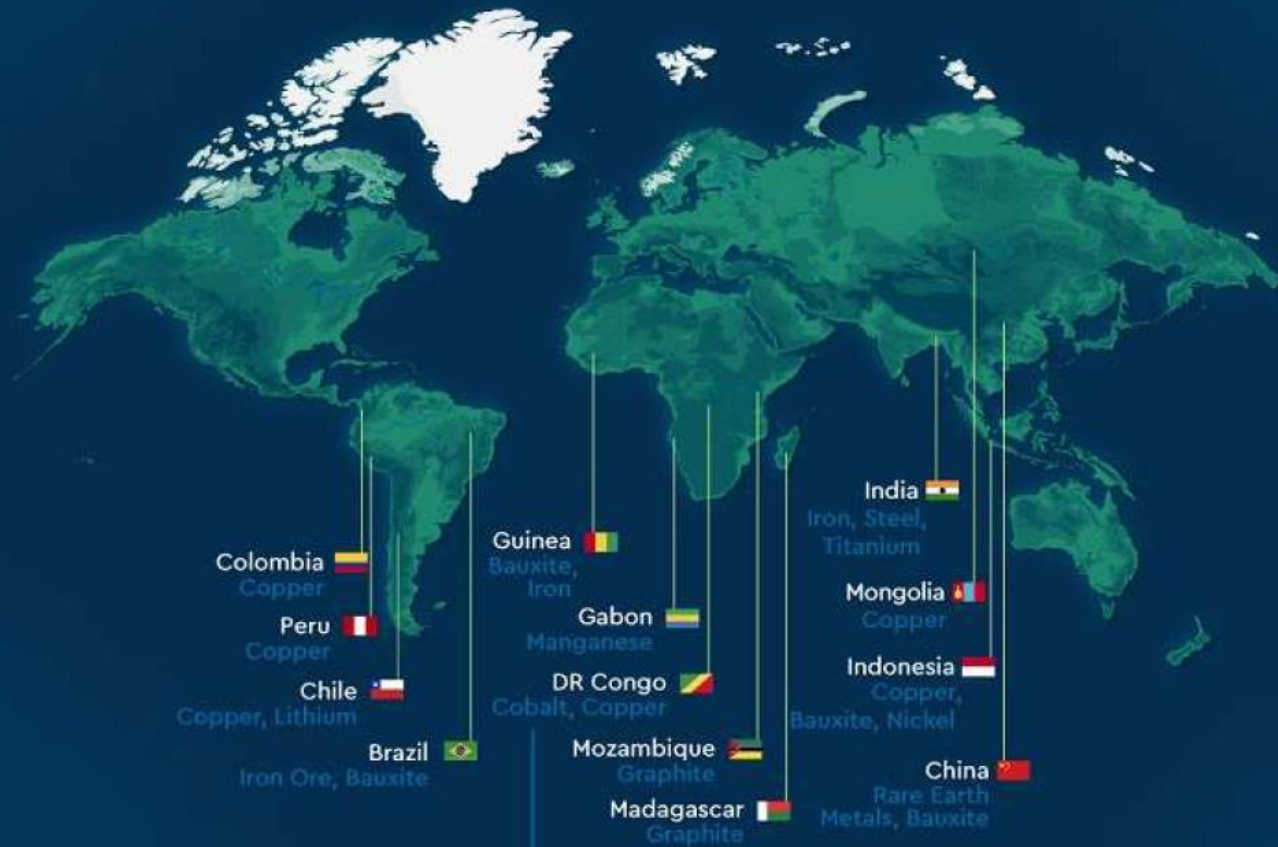 Colombia
Copper
Peru
Copper
Chile
Copper, Lithium
Brazil
Iron Ore, Bauxite
Guinea
Bauxite,
Iron
Gabon
Manganese
DR Congo
Cobalt, Copper
Mozambique
Graphite
Madagascar
Graphite
India
Iron, Steel,
Titanium
Mongolia
Copper
Indonesia
Copper,
Bauxite, Nickel
China
Rare Earth
Metals, Bauxite